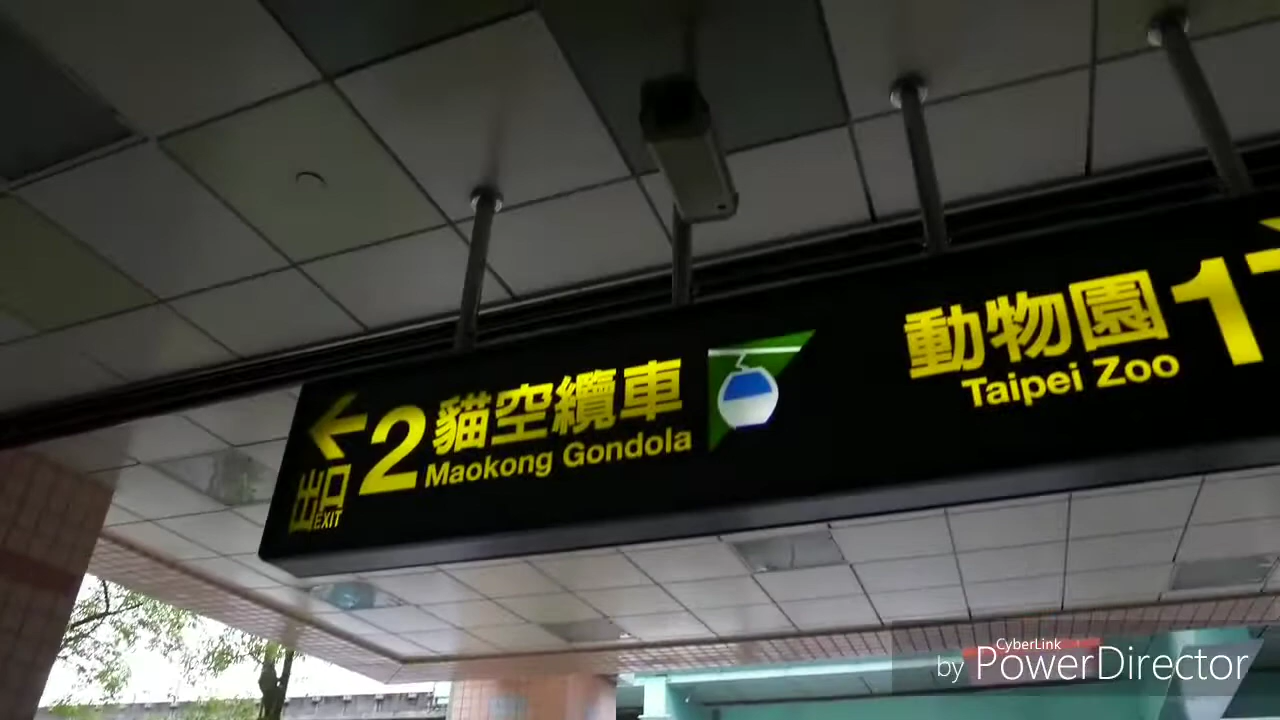 出口
EXIT
2
貓空纜車
Maokong Gondola
動物園
Taipei Zoo
1
by CyberLink PowerDirector